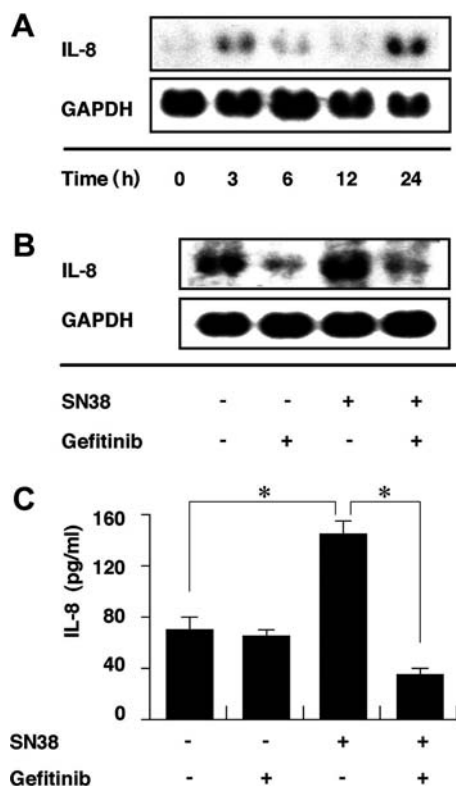 A
IL-8
GAPDH
Time (h) 0 3 6 12 24
B
IL-8
GAPDH
SN38 - - + +
Gefitinib - + - +
C
* *
IL-8 (pg/ml)
160
120
80
40
0
SN38 - - + +
Gefitinib - + - +